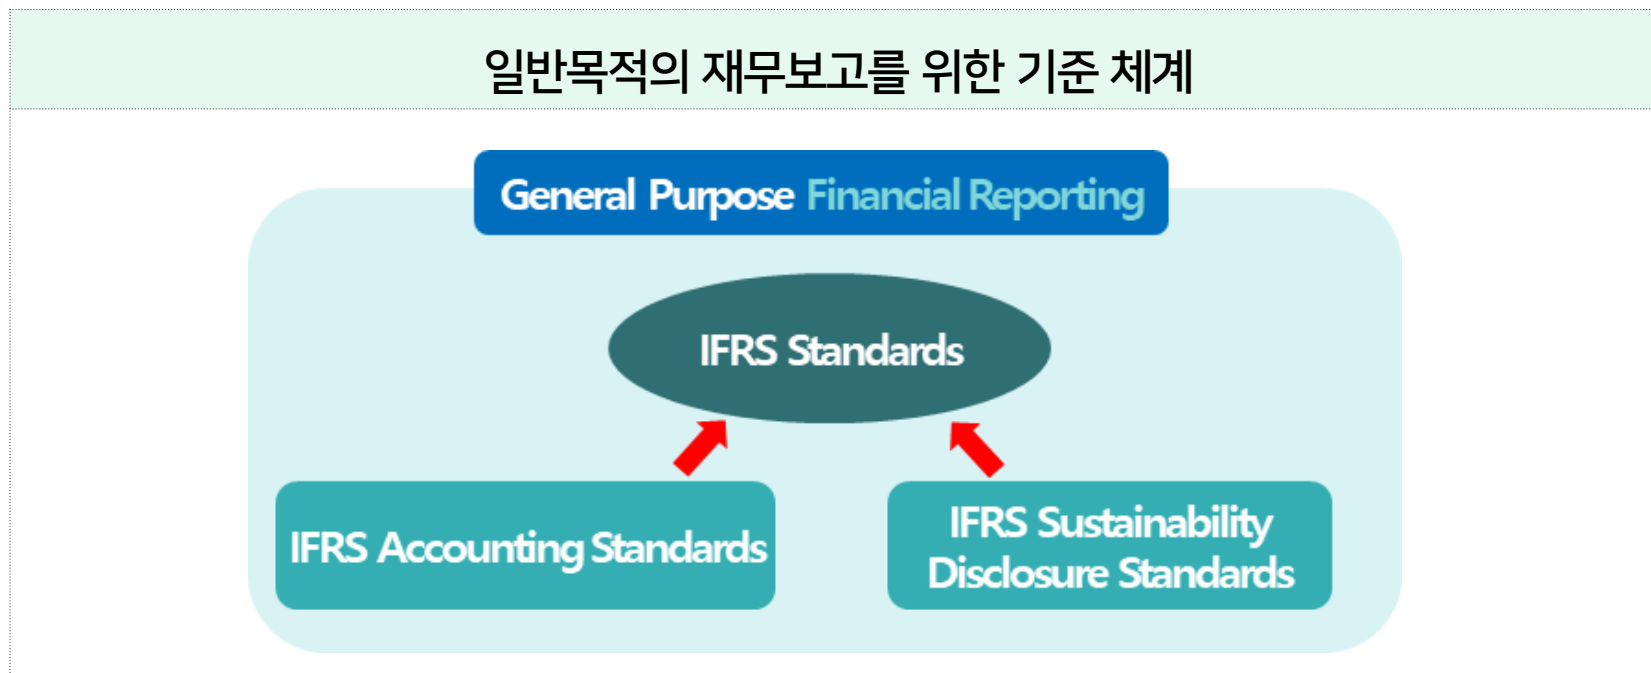 일반목적의 재무보고를 위한 기준 체계
General Purpose Financial Reporting
IFRS Standards
IFRS Accounting Standards
IFRS Sustainability
Disclosure Standards